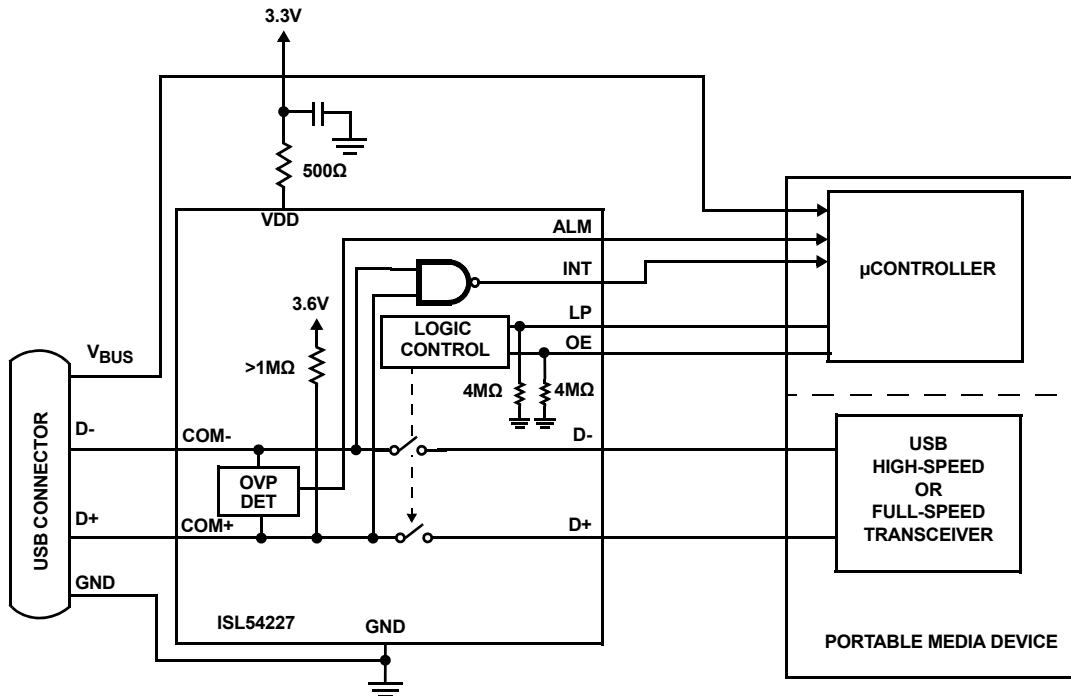 3.3V
500Ω
VDD
ALM
INT
LP
OE
µCONTROLLER
3.6V
>1MΩ
LOGIC
CONTROL
4MΩ
4MΩ
VBUS
D-
COM-
D-
OVP
DET
D+
COM+
D+
GND
USB CONNECTOR
ISL54227
GND
USB
HIGH-SPEED
OR
FULL-SPEED
TRANSCEIVER
PORTABLE MEDIA DEVICE